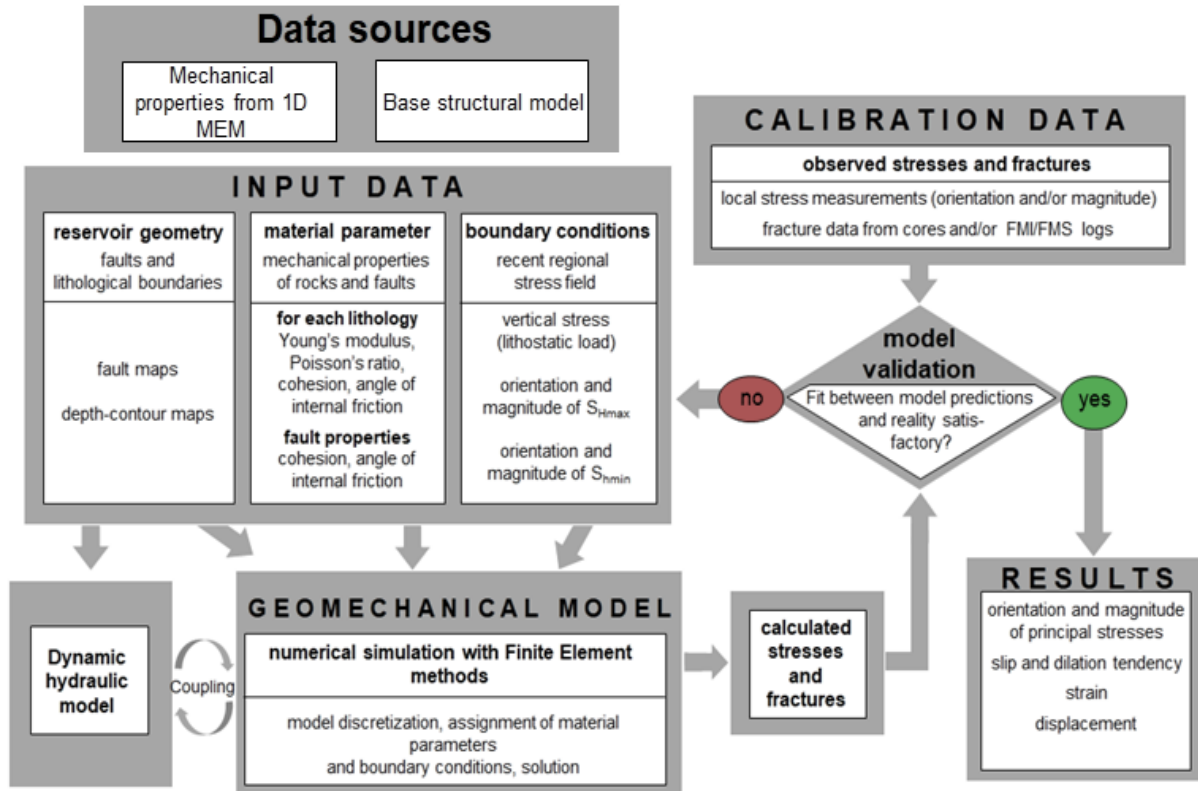 Data sources
Mechanical
properties from 1D
MEM
Base structural model
INPUT DATA
reservoir geometry
faults and
lithological boundaries
fault maps
depth-contour maps
material parameter
mechanical properties
of rocks and faults
for each lithology
Young's modulus,
Poisson's ratio,
cohesion, angle of
internal friction
fault properties
cohesion, angle of
internal friction
boundary conditions
recent regional
stress field
vertical stress
(lithostatic load)
orientation and
magnitude of SHmax
orientation and
magnitude of Shmin
CALIBRATION DATA
observed stresses and fractures
local stress measurements (orientation and/or magnitude)
fracture data from cores and/or FMI/FMS logs
model
validation
Fit between model predictions
and reality satis-
factory?
no
yes
Dynamic
hydraulic
model
Coupling
GEOMECHANICAL MODEL
numerical simulation with Finite Element
methods
model discretization, assignment of material
parameters
and boundary conditions, solution
calculated
stresses
and
fractures
RESULTS
orientation and magnitude
of principal stresses
slip and dilation tendency
strain
displacement